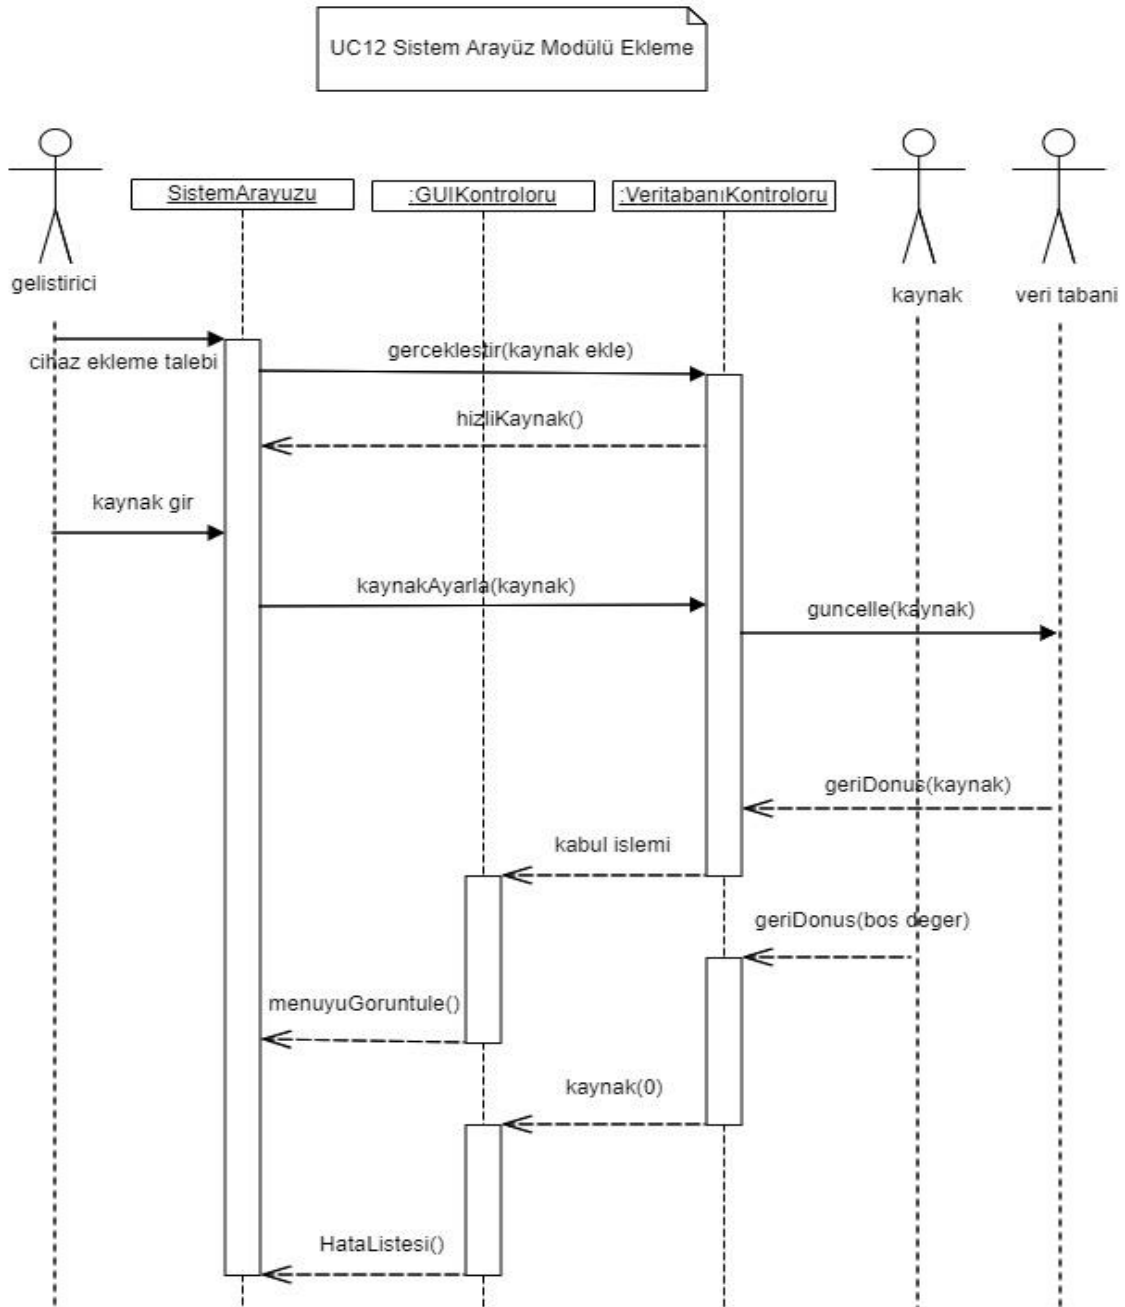 UC12 Sistem Arayüz Modülü Ekleme
SistemArayuzu
:GUIKontroloru
:VeritabanıKontroloru
gelistirici
kaynak
veri tabani
cihaz ekleme talebi
gerceklestir(kaynak ekle)
hizliKaynak()
kaynak gir
kaynakAyarla(kaynak)
guncelle(kaynak)
geriDonus(kaynak)
kabul islemi
geriDonus(bos deger)
menuyuGoruntule()
kaynak(0)
HataListesi()